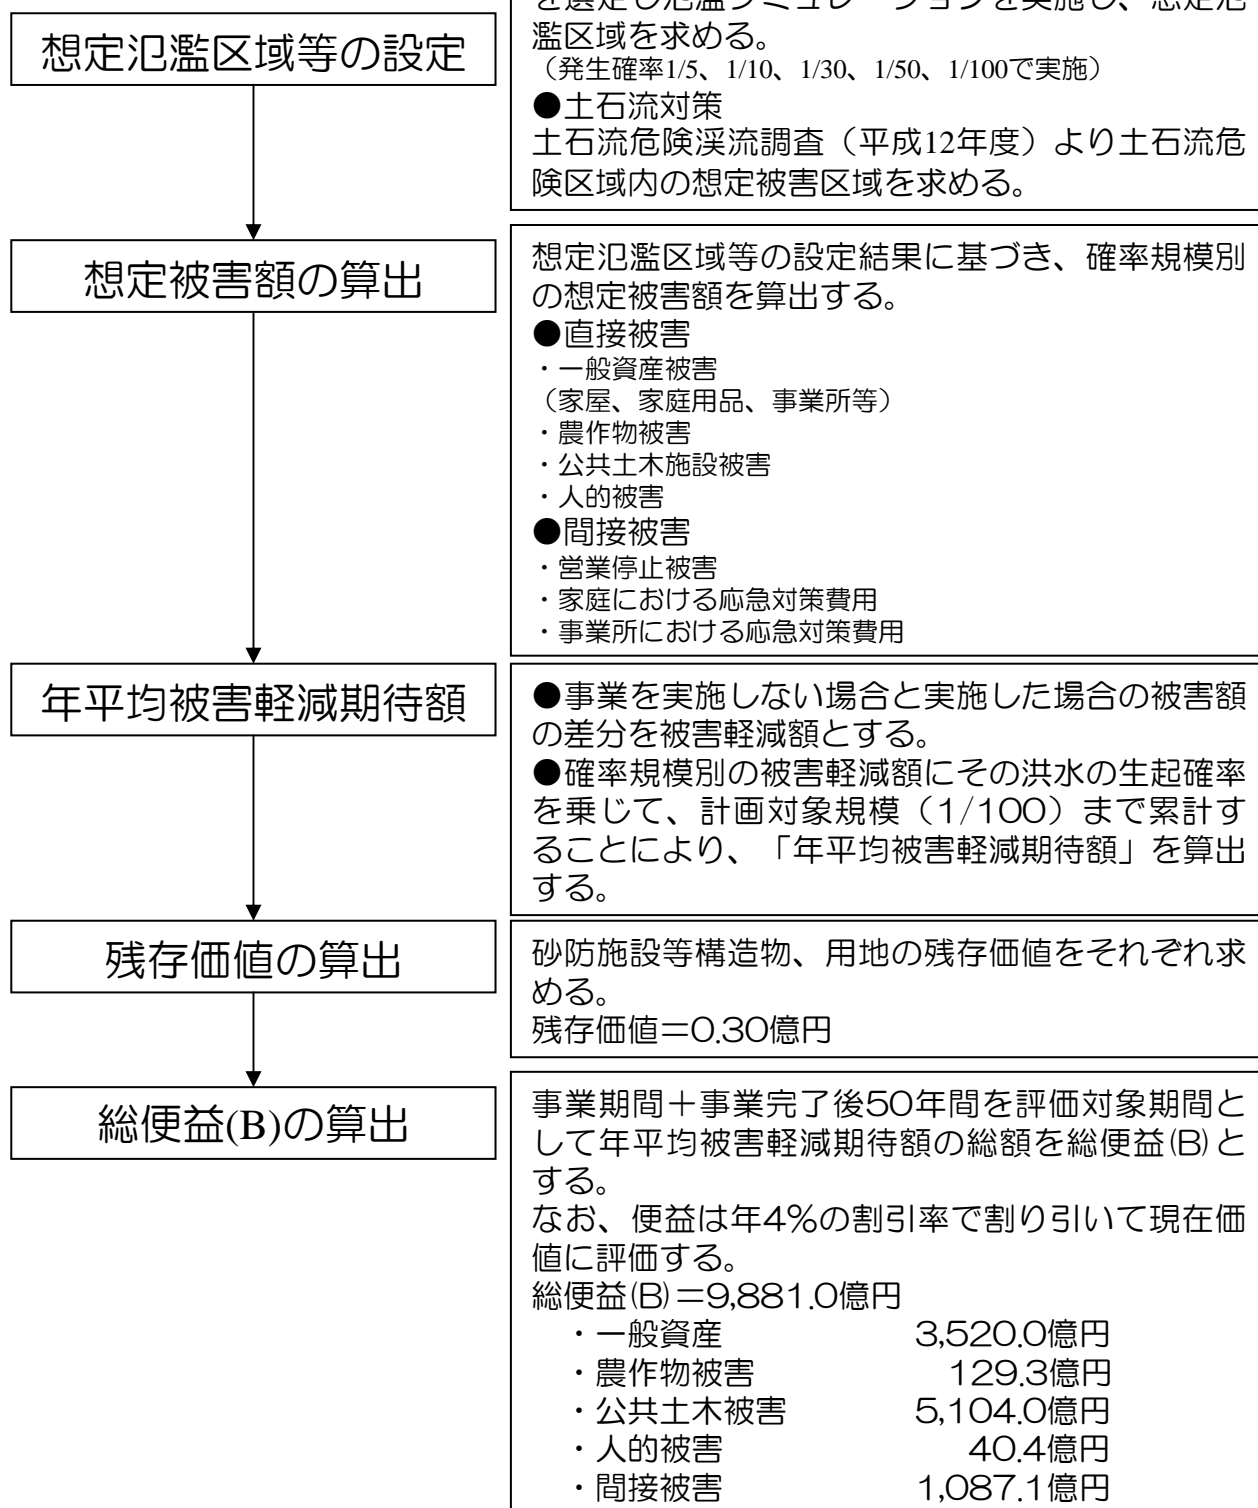 を選定し氾濫シミュレーションを実施し、想定氾
濫区域を求める。
（発生確率1/5、1/10、1/30、1/50、1/100で実施）
●土石流対策
土石流危険渓流調査（平成12年度）より土石流危
険区域内の想定被害区域を求める。
想定氾濫区域等の設定
想定被害額の算出
想定氾濫区域等の設定結果に基づき、確率規模別
の想定被害額を算出する。
●直接被害
・一般資産被害
（家屋、家庭用品、事業所等）
・農作物被害
・公共土木施設被害
・人的被害
●間接被害
・営業停止被害
・家庭における応急対策費用
・事業所における応急対策費用
年平均被害軽減期待額
●事業を実施しない場合と実施した場合の被害額
の差分を被害軽減額とする。
●確率規模別の被害軽減額にその洪水の生起確率
を乗じて、計画対象規模（1/100）まで累計す
ることにより、「年平均被害軽減期待額」を算出
する。
残存価値の算出
砂防施設等構造物、用地の残存価値をそれぞれ求
める。
残存価値＝0.30億円
総便益(B)の算出
事業期間＋事業完了後50年間を評価対象期間と
して年平均被害軽減期待額の総額を総便益(B)と
する。
なお、便益は年4%の割引率で割り引いて現在価
値に評価する。
総便益(B)＝9,881.0億円
・一般資産 3,520.0億円
・農作物被害 129.3億円
・公共土木被害 5,104.0億円
・人的被害 40.4億円
・間接被害 1,087.1億円